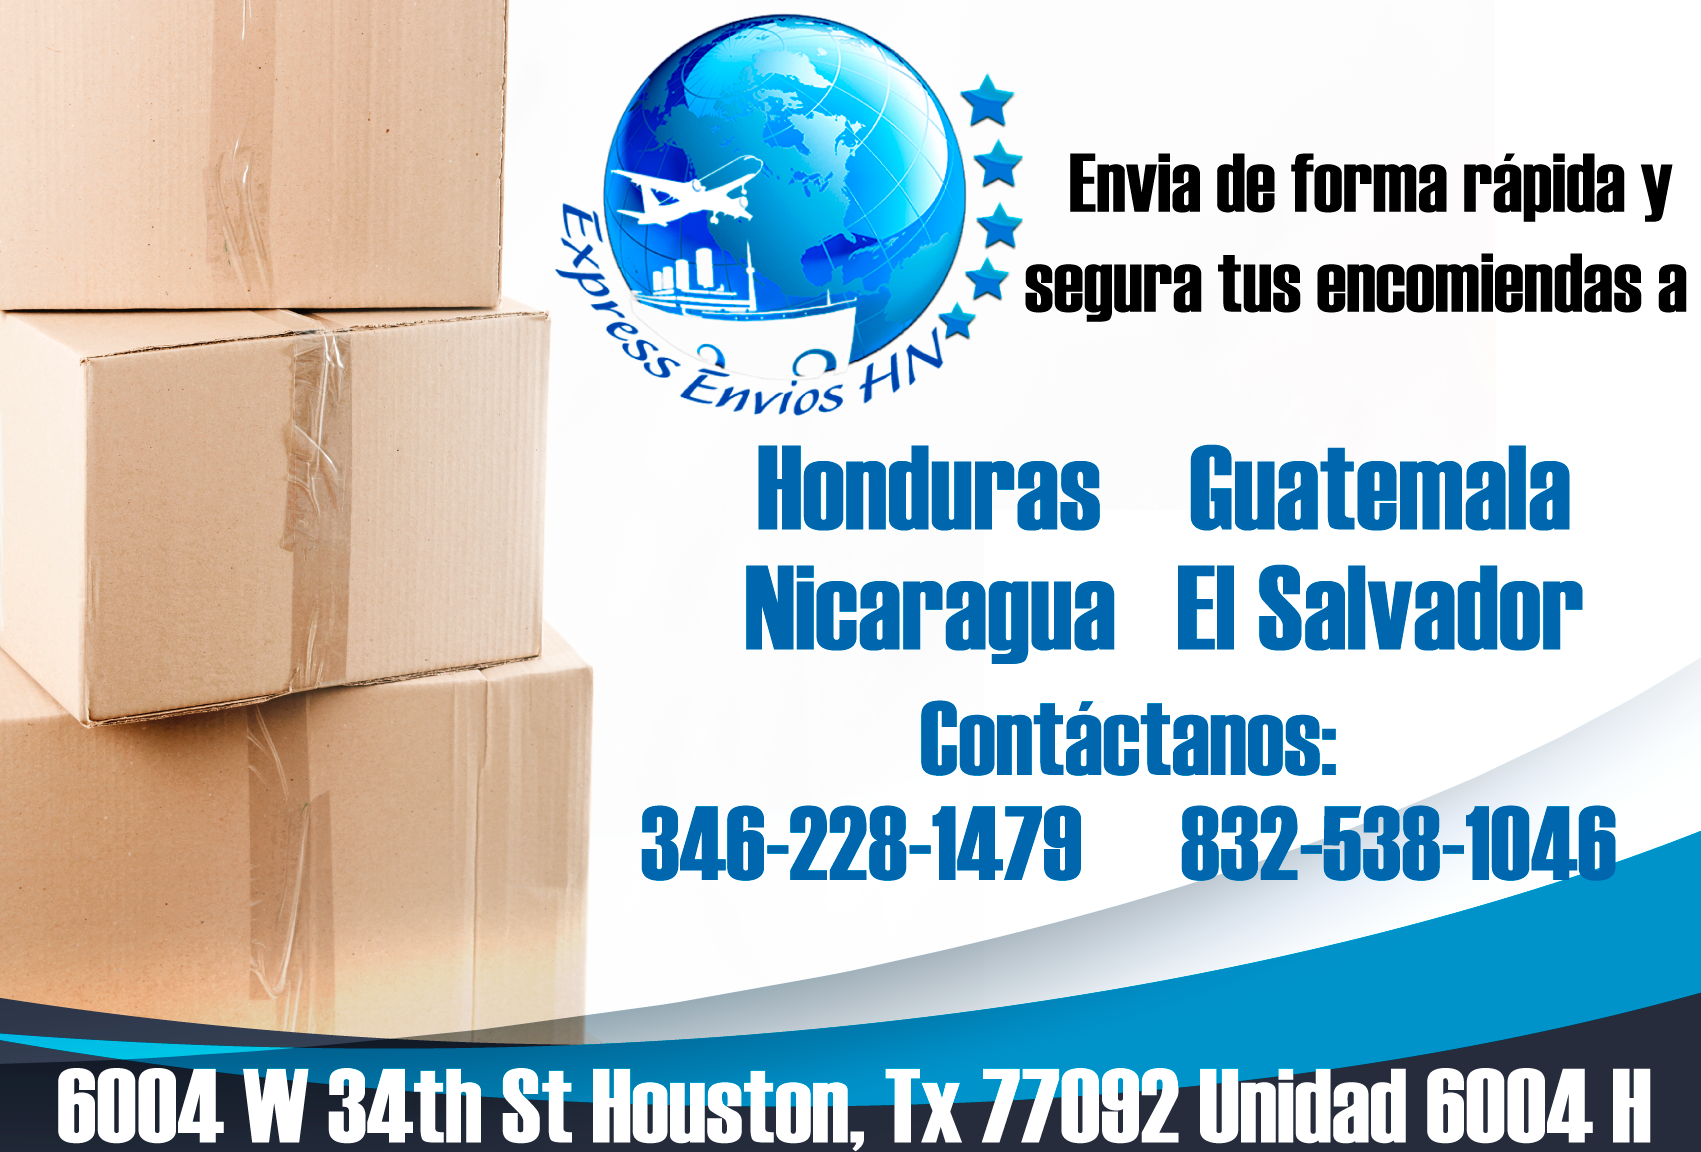 Express Envios HN
Envia de forma rápida y
segura tus encomiendas a
Honduras Guatemala
Nicaragua El Salvador
Contáctanos:
346-228-1479 832-538-1046
6004 W 34th St Houston, Tx 77092 Unidad 6004 H